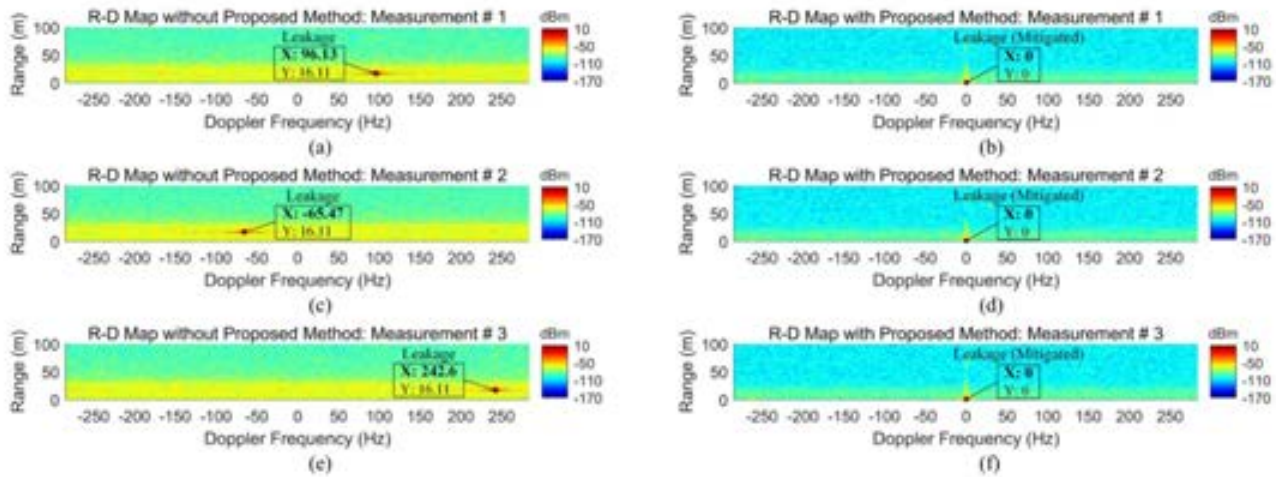 R-D Map without Proposed Method: Measurement # 1
dBm
Range (m)
100
50
0
Leakage
X: 96.13
Y: 16.11
10
-50
-110
-170
-250 -200 -150 -100 -50 0 50 100 150 200 250
Doppler Frequency (Hz)
(a)
R-D Map with Proposed Method: Measurement # 1
dBm
Range (m)
100
50
0
Leakage (Mitigated)
X: 0
Y: 0
10
-50
-110
-170
-250 -200 -150 -100 -50 0 50 100 150 200 250
Doppler Frequency (Hz)
(b)
R-D Map without Proposed Method: Measurement # 2
dBm
Range (m)
100
50
0
Leakage
X: -65.47
Y: 16.11
10
-50
-110
-170
-250 -200 -150 -100 -50 0 50 100 150 200 250
Doppler Frequency (Hz)
(c)
R-D Map with Proposed Method: Measurement # 2
dBm
Range (m)
100
50
0
Leakage (Mitigated)
X: 0
Y: 0
10
-50
-110
-170
-250 -200 -150 -100 -50 0 50 100 150 200 250
Doppler Frequency (Hz)
(d)
R-D Map without Proposed Method: Measurement # 3
dBm
Range (m)
100
50
0
Leakage
X: 242.6
Y: 16.11
10
-50
-110
-170
-250 -200 -150 -100 -50 0 50 100 150 200 250
Doppler Frequency (Hz)
(e)
R-D Map with Proposed Method: Measurement # 3
dBm
Range (m)
100
50
0
Leakage (Mitigated)
X: 0
Y: 0
10
-50
-110
-170
-250 -200 -150 -100 -50 0 50 100 150 200 250
Doppler Frequency (Hz)
(f)